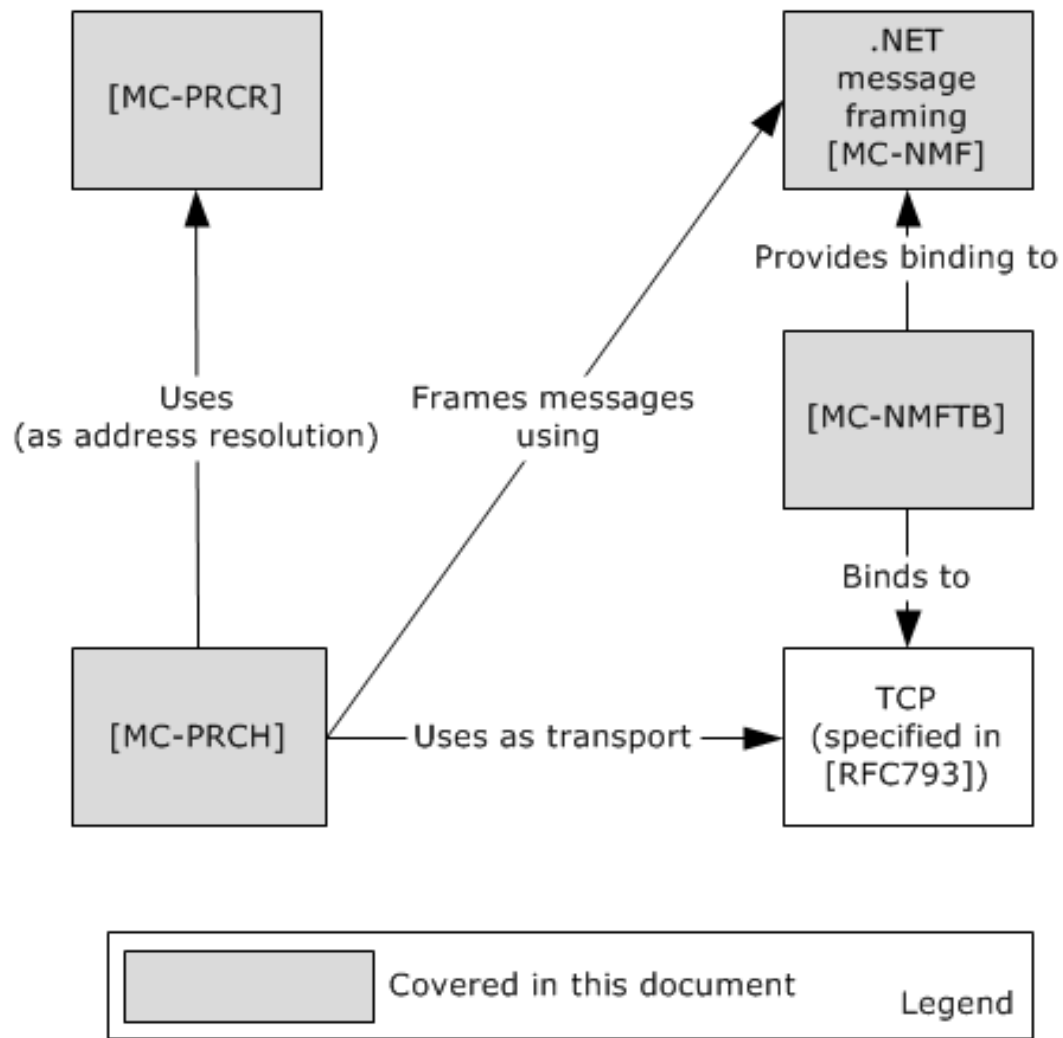 [MC-PRCR]
.NET
message
framing
[MC-NMF]
Provides binding to
Uses
(as address resolution)
Frames messages
using
[MC-NMFTB]
Binds to
[MC-PRCH]
Uses as transport
TCP
(specified in
[RFC793])
Covered in this document
Legend